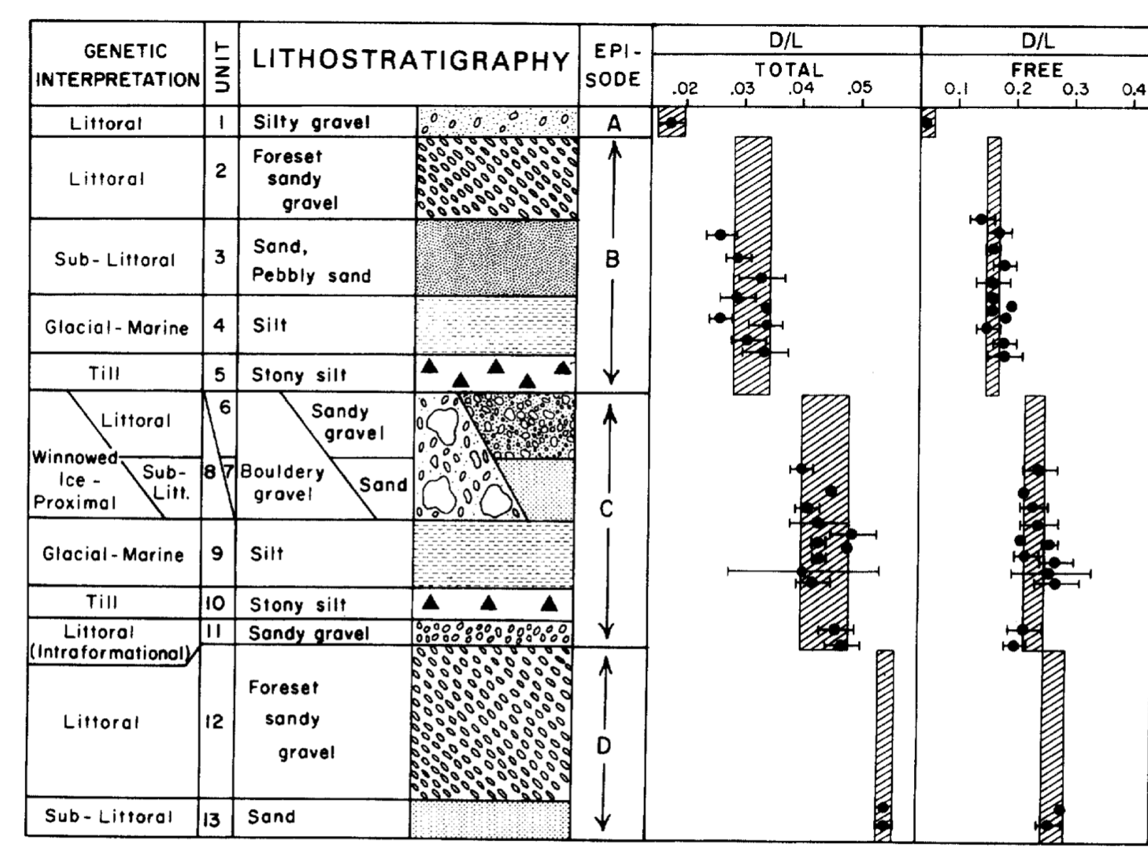 GENETIC
INTERPRETATION
UNIT
LITHOSTRATIGRAPHY
EPI-
SODE
D/L
TOTAL
.02 .03 .04 .05
D/L
FREE
0.1 0.2 0.3 0.4
Littoral 1 Silty gravel A
Littoral 2 Foreset
sandy
gravel
Sub-Littoral 3 Sand,
Pebbly sand
B
Glacial-Marine 4 Silt
Till 5 Stony silt
Littoral 6 Sandy
gravel
Winnowed
Ice-
Proximal
Sub-
Litt.
8 7 Bouldery
gravel
Sand
C
Glacial-Marine 9 Silt
Till 10 Stony silt
Littoral
(Intraformational)
11 Sandy gravel
Littoral 12 Foreset
sandy
gravel
D
Sub-Littoral 13 Sand